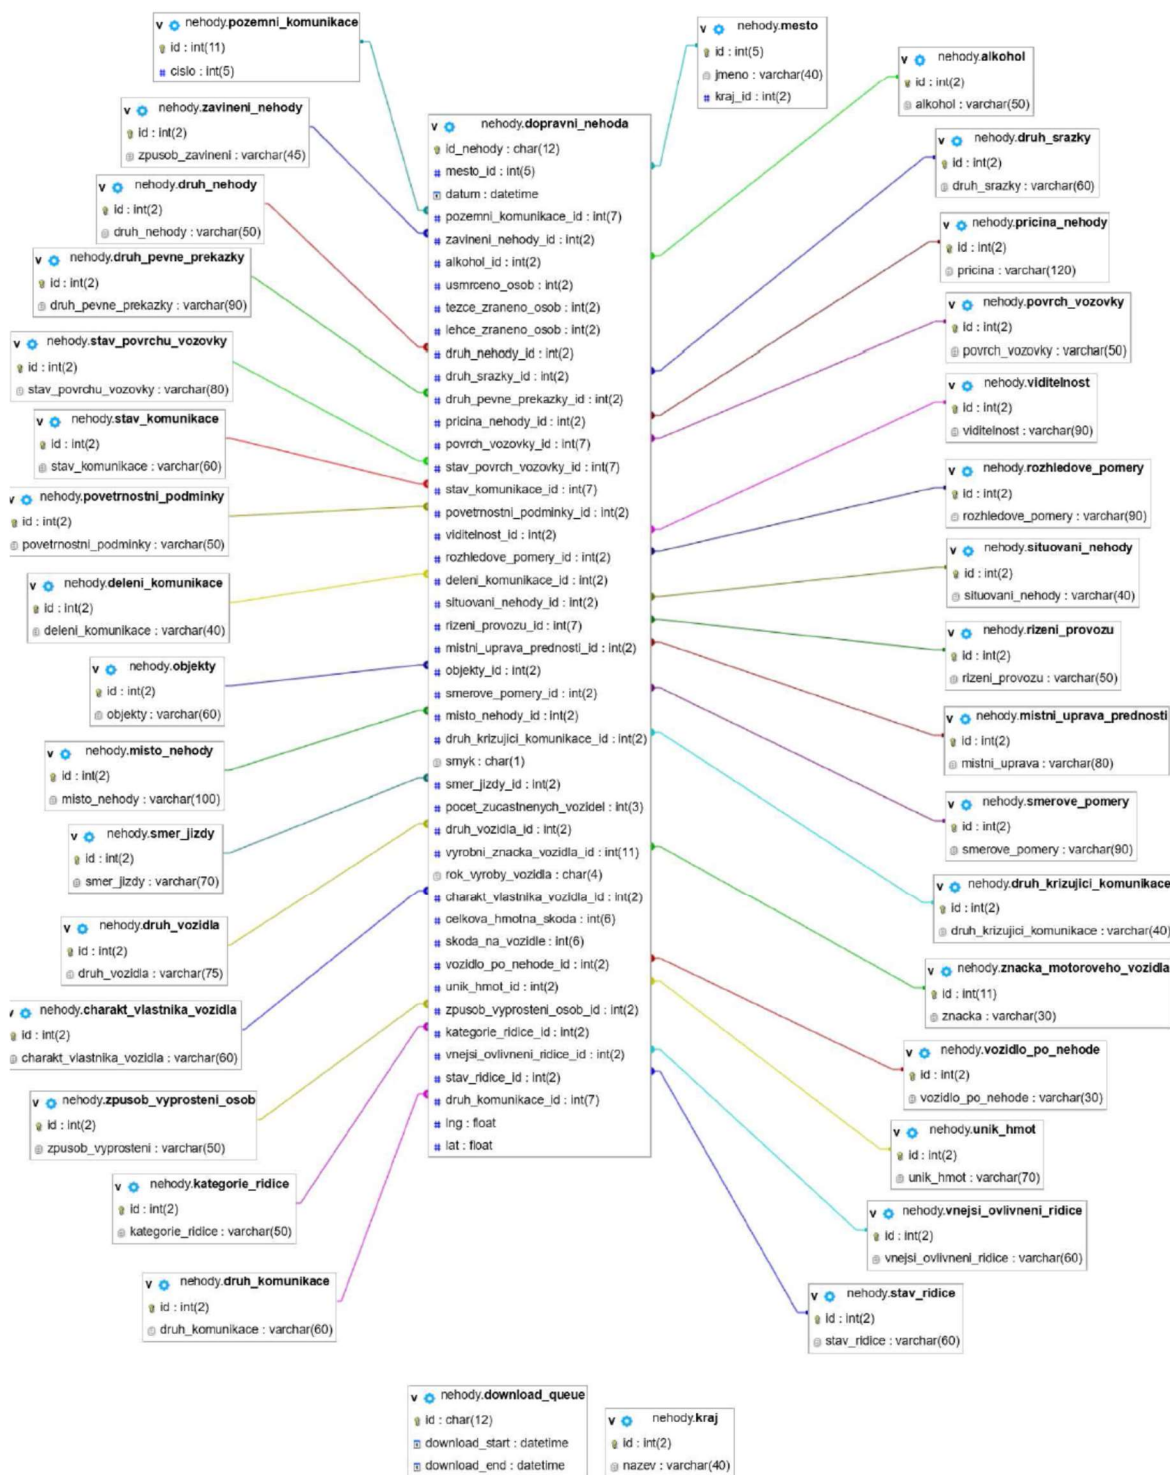 nehody.pozemni_komunikace
id : int(11)
cislo : int(5)
nehody.zavineni_nehody
id : int(2)
zpusob_zavineni : varchar(45)
nehody.druh_nehody
id : int(2)
druh_nehody : varchar(50)
nehody.druh_pevne_prekazky
id : int(2)
druh_pevne_prekazky : varchar(90)
nehody.stav_povrchu_vozovky
id : int(2)
stav_povrchu_vozovky : varchar(80)
nehody.stav_komunikace
id : int(2)
stav_komunikace : varchar(60)
nehody.povetrnostni_podminky
id : int(2)
povetrnostni_podminky : varchar(50)
nehody.deleni_komunikace
id : int(2)
deleni_komunikace : varchar(40)
nehody.objekty
id : int(2)
objekty : varchar(60)
nehody.misto_nehody
id : int(2)
misto_nehody : varchar(100)
nehody.smer_jizdy
id : int(2)
smer_jizdy : varchar(70)
nehody.druh_vozidla
id : int(2)
druh_vozidla : varchar(75)
nehody.charakt_vlastnika_vozidla
id : int(2)
charakt_vlastnika_vozidla : varchar(60)
nehody.zpusob_vyprosteni_osob
id : int(2)
zpusob_vyprosteni : varchar(50)
nehody.kategorie_ridice
id : int(2)
kategorie_ridice : varchar(50)
nehody.druh_komunikace
id : int(2)
druh_komunikace : varchar(60)
nehody.dopravni_nehoda
id_nehody : char(12)
mesto_id : int(5)
datum : datetime
pozemni_komunikace_id : int(7)
zavineni_nehody_id : int(2)
alkohol_id : int(2)
usmrceno_osob : int(2)
tezce_zraneno_osob : int(2)
lehce_zraneno_osob : int(2)
druh_nehody_id : int(2)
druh_srazky_id : int(2)
druh_pevne_prekazky_id : int(2)
pricina_nehody_id : int(2)
povrch_vozovky_id : int(7)
stav_povrch_vozovky_id : int(7)
stav_komunikace_id : int(7)
povetrnostni_podminky_id : int(2)
viditelnost_id : int(2)
rozhledove_pomery_id : int(2)
deleni_komunikace_id : int(2)
situovani_nehody_id : int(2)
rizeni_provozu_id : int(7)
mistni_uprava_prednosti_id : int(2)
objekty_id : int(2)
smerove_pomery_id : int(2)
misto_nehody_id : int(2)
druh_krizujici_komunikace_id : int(2)
smyk : char(1)
smer_jizdy_id : int(2)
pocet_zucastnenych_vozidel : int(3)
druh_vozidla_id : int(2)
vyrobni_znacka_vozidla_id : int(11)
rok_vyroby_vozidla : char(4)
charakt_vlastnika_vozidla_id : int(2)
celkova_hmotna_skoda : int(6)
skoda_na_vozidle : int(6)
vozidlo_po_nehode_id : int(2)
unik_hmot_id : int(2)
zpusob_vyprosteni_osob_id : int(2)
kategorie_ridice_id : int(2)
vnejsi_ovlivneni_ridice_id : int(2)
stav_ridice_id : int(2)
druh_komunikace_id : int(7)
lng : float
lat : float
nehody.mesto
id : int(5)
jmeno : varchar(40)
kraj_id : int(2)
nehody.alkohol
id : int(2)
alkohol : varchar(50)
nehody.druh_srazky
id : int(2)
druh_srazky : varchar(60)
nehody.pricina_nehody
id : int(2)
pricina : varchar(120)
nehody.povrch_vozovky
id : int(2)
povrch_vozovky : varchar(50)
nehody.viditelnost
id : int(2)
viditelnost : varchar(90)
nehody.rozhledove_pomery
id : int(2)
rozhledove_pomery : varchar(90)
nehody.situovani_nehody
id : int(2)
situovani_nehody : varchar(40)
nehody.rizeni_provozu
id : int(2)
rizeni_provozu : varchar(50)
nehody.mistni_uprava_prednosti
id : int(2)
mistni_uprava : varchar(80)
nehody.smerove_pomery
id : int(2)
smerove_pomery : varchar(90)
nehody.druh_krizujici_komunikace
id : int(2)
druh_krizujici_komunikace : varchar(40)
nehody.znacka_motoroveho_vozidla
id : int(11)
znacka : varchar(30)
nehody.vozidlo_po_nehode
id : int(2)
vozidlo_po_nehode : varchar(30)
nehody.unik_hmot
id : int(2)
unik_hmot : varchar(70)
nehody.vnejsi_ovlivneni_ridice
id : int(2)
vnejsi_ovlivneni_ridice : varchar(60)
nehody.stav_ridice
id : int(2)
stav_ridice : varchar(60)
nehody.download_queue
id : char(12)
download_start : datetime
download_end : datetime
nehody.kraj
id : int(2)
nazev : varchar(40)